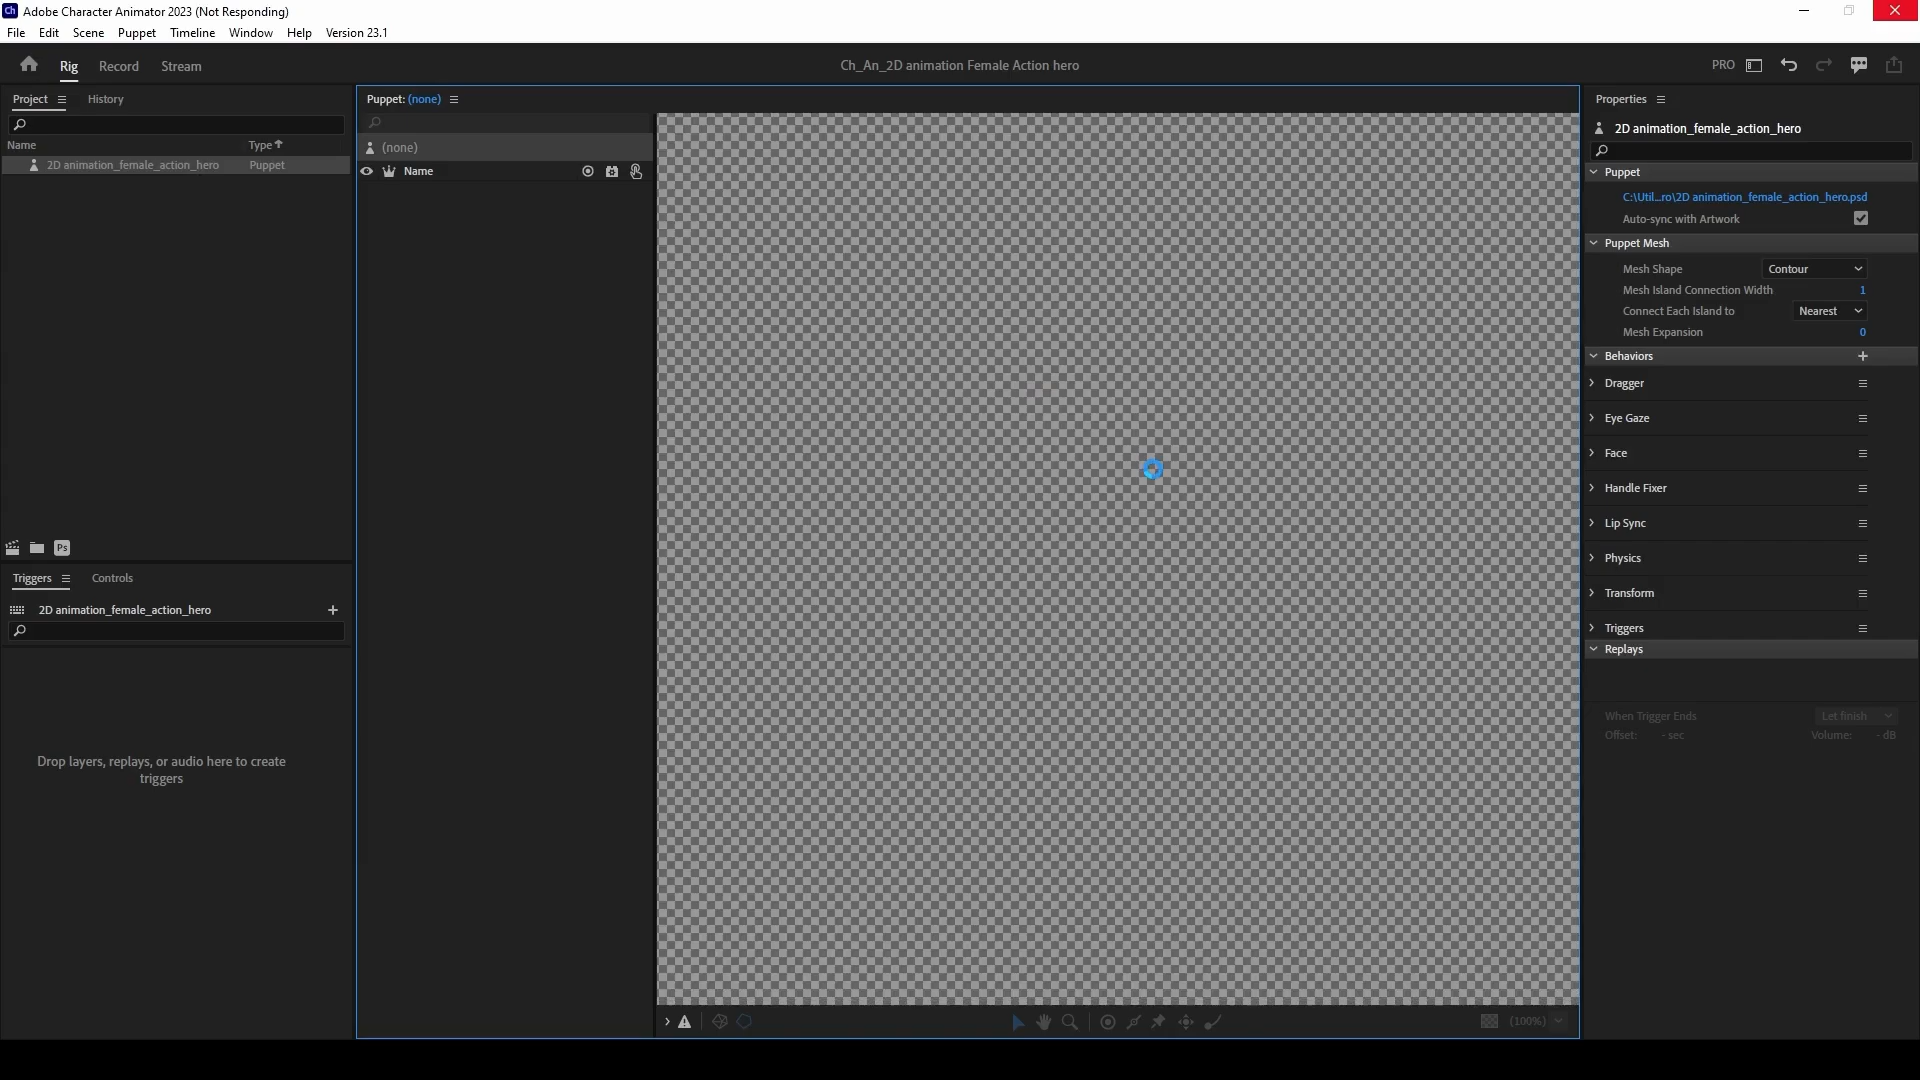 Ch Adobe Character Animator 2023 (Not Responding)
File Edit Scene Puppet Timeline Window Help Version 23.1
Rig Record Stream
Ch_An_2D animation Female Action hero
PRO
Project History
Name Type
2D animation_female_action_hero Puppet
Ps
Triggers Controls
2D animation_female_action_hero
Drop layers, replays, or audio here to create
triggers
Puppet: (none)
(none)
Name
(100%)
Properties
2D animation_female_action_hero
Puppet
C:\Util...ro\2D animation_female_action_hero.psd
Auto-sync with Artwork
Puppet Mesh
Mesh Shape Contour
Mesh Island Connection Width 1
Connect Each Island to Nearest
Mesh Expansion 0
Behaviors
Dragger
Eye Gaze
Face
Handle Fixer
Lip Sync
Physics
Transform
Triggers
Replays
When Trigger Ends Let finish
Offset: - sec Volume: - dB